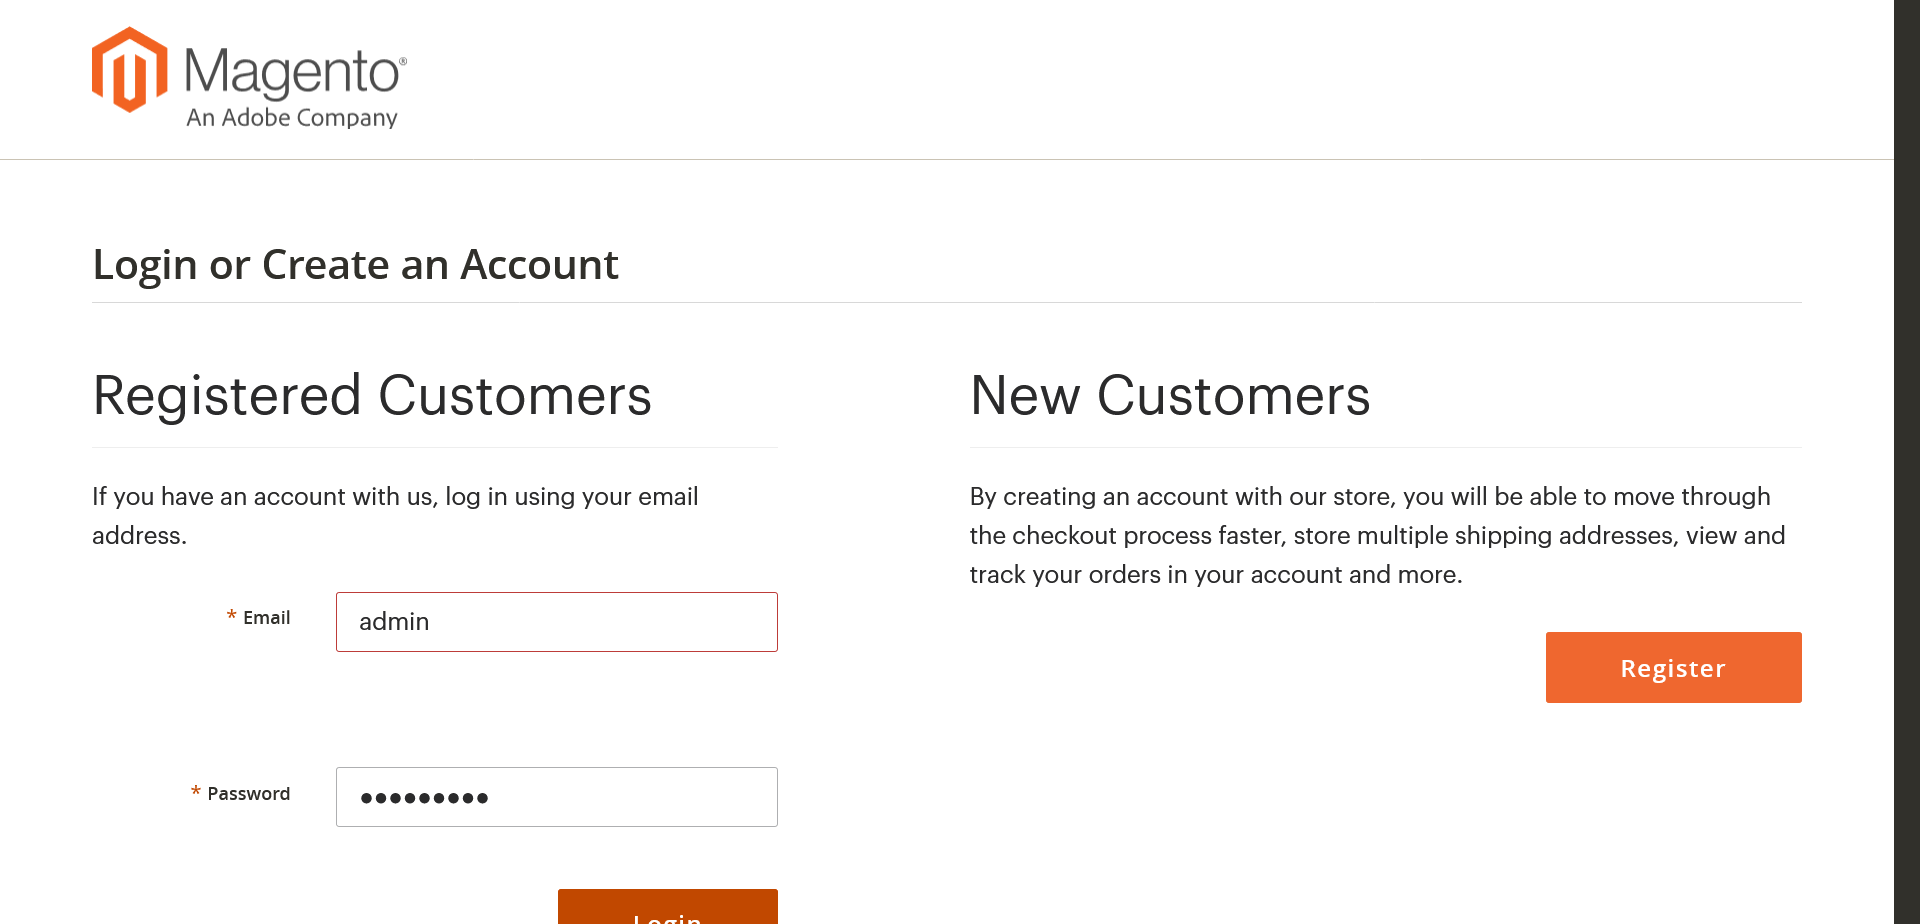 Magento®
An Adobe Company
Login or Create an Account
Registered Customers
If you have an account with us, log in using your email
address.
* Email
admin
* Password
•••••••••
Login
New Customers
By creating an account with our store, you will be able to move through
the checkout process faster, store multiple shipping addresses, view and
track your orders in your account and more.
Register